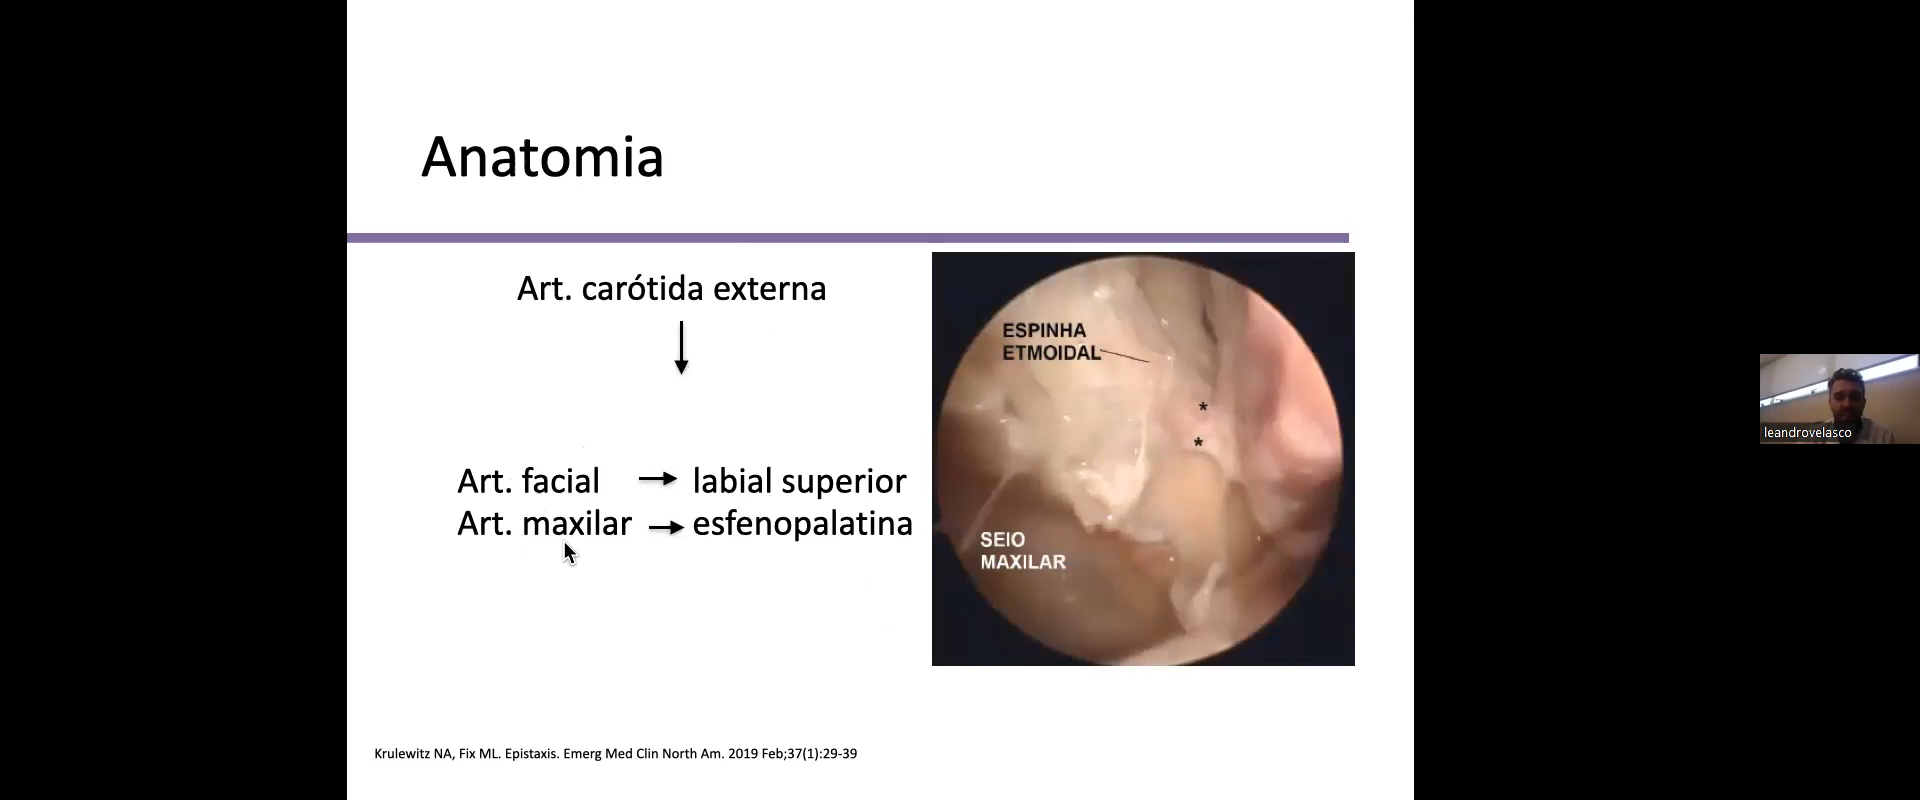 Anatomia
Art. carótida externa
Art. facial → labial superior
Art. maxilar → esfenopalatina
ESPINHA
ETMOIDAL
*
*
SEIO
MAXILAR
leandrovelasco
Krulewitz NA, Fix ML. Epistaxis. Emerg Med Clin North Am. 2019 Feb;37(1):29-39